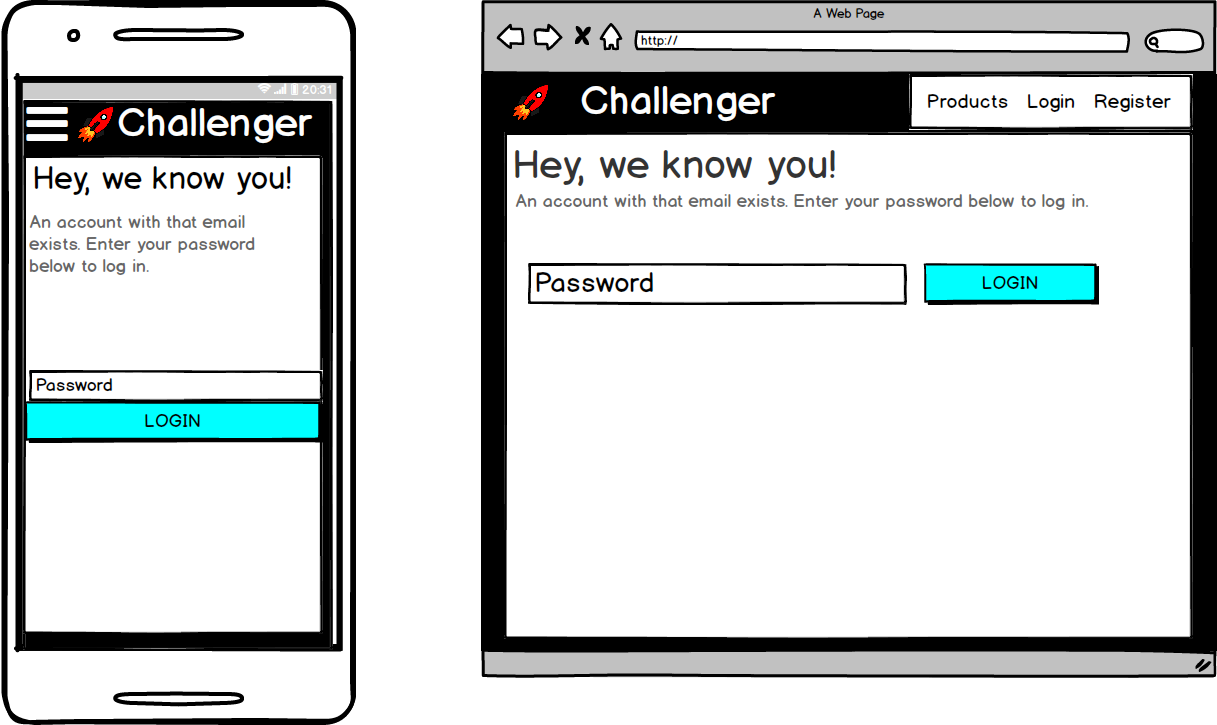 20:31
Challenger
Hey, we know you!
An account with that email
exists. Enter your password
below to log in.
Password
LOGIN
A Web Page
http://
Challenger
Products Login Register
Hey, we know you!
An account with that email exists. Enter your password below to log in.
Password
LOGIN